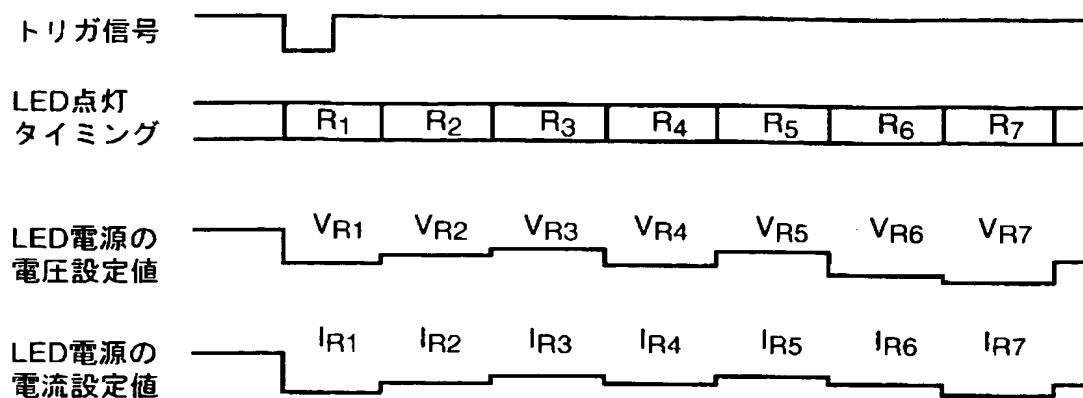 トリガ信号
LED点灯
タイミング
R1 R2 R3 R4 R5 R6 R7
VR1 VR2 VR3 VR4 VR5 VR6 VR7
LED電源の
電圧設定値
IR1 IR2 IR3 IR4 IR5 IR6 IR7
LED電源の
電流設定値